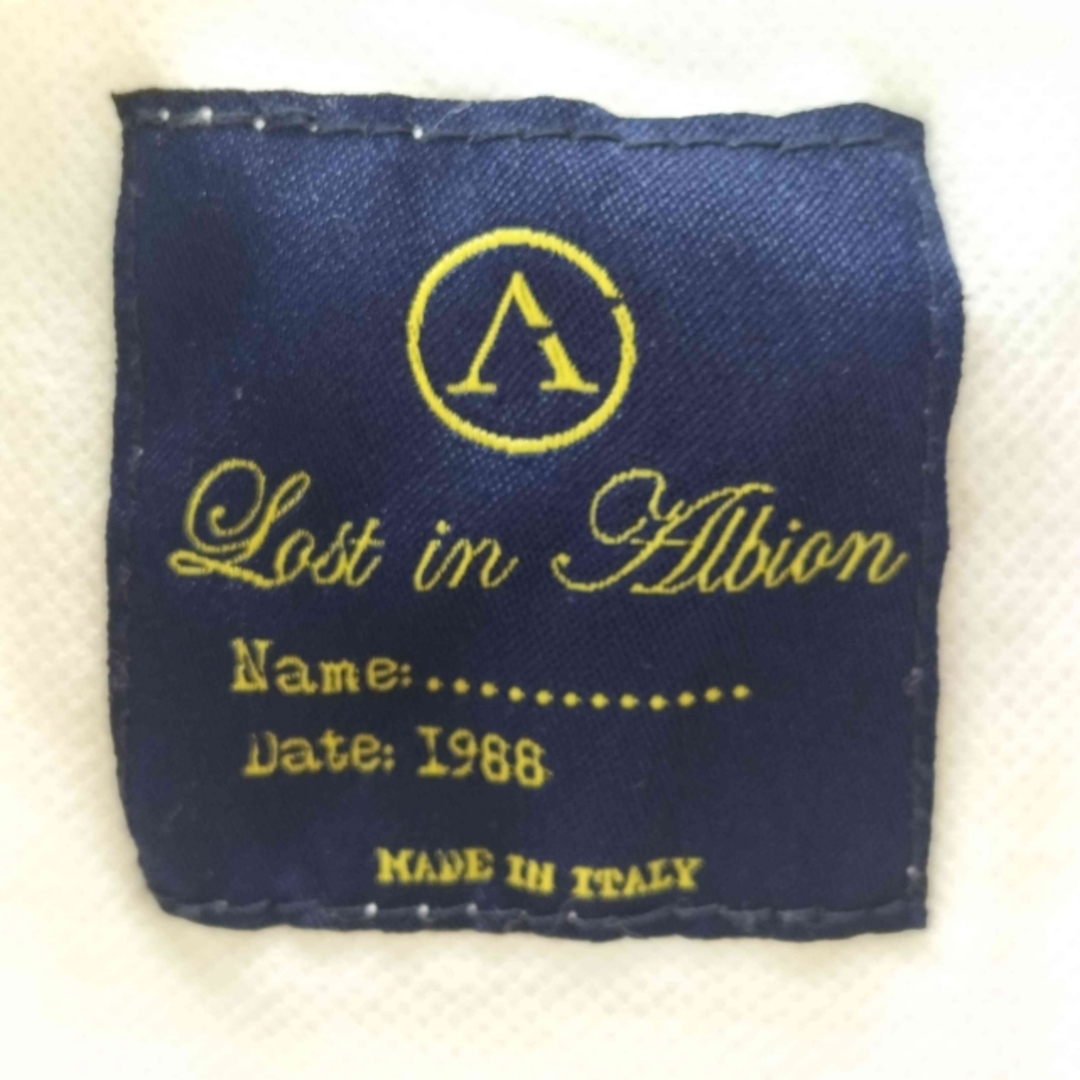 Λ
Lost in Albion
Name:.............
Date: 1988
MADE IN ITALY